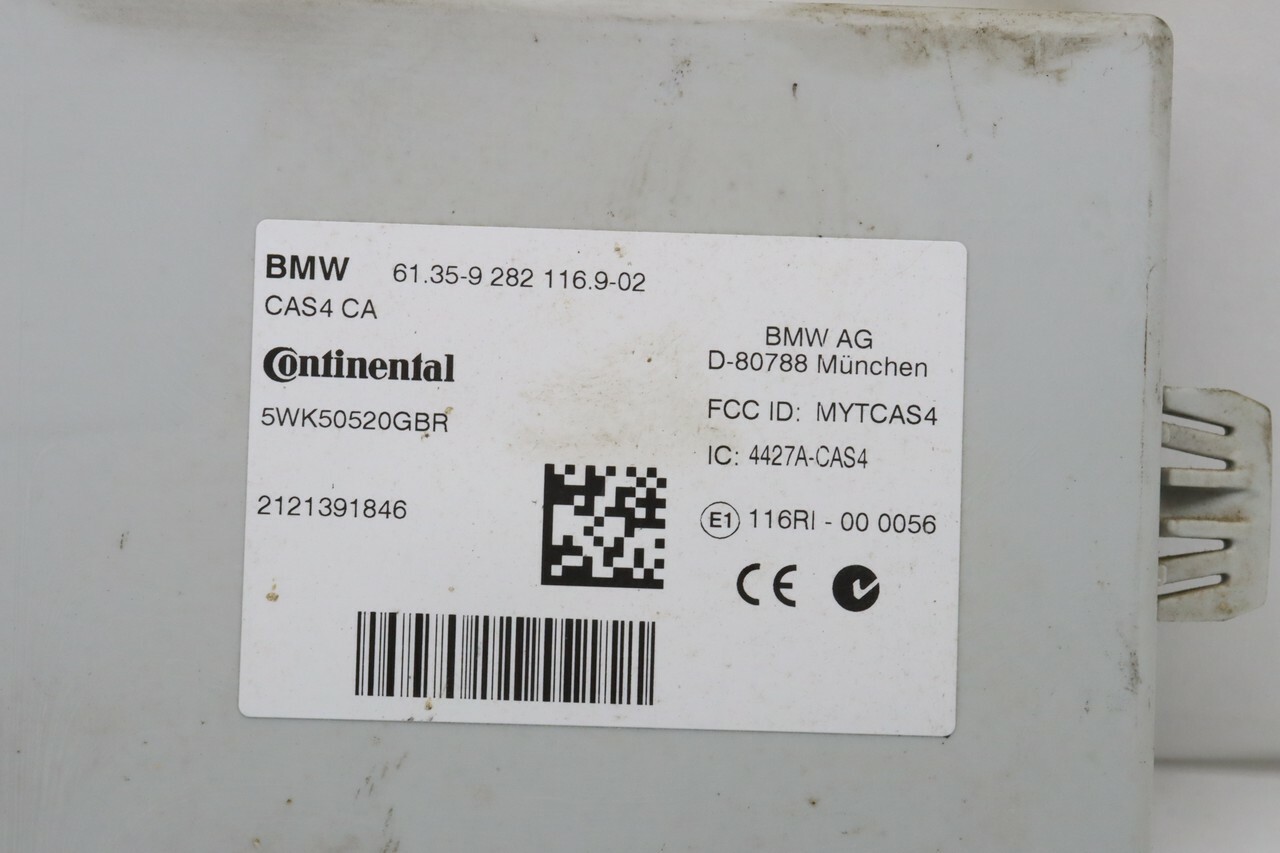 BMW 61.35-9 282 116.9-02
CAS4 CA
Continental
5WK50520GBR
2121391846
BMW AG
D-80788 München
FCC ID: MYTCAS4
IC: 4427A-CAS4
E1 116RI - 00 0056
CE